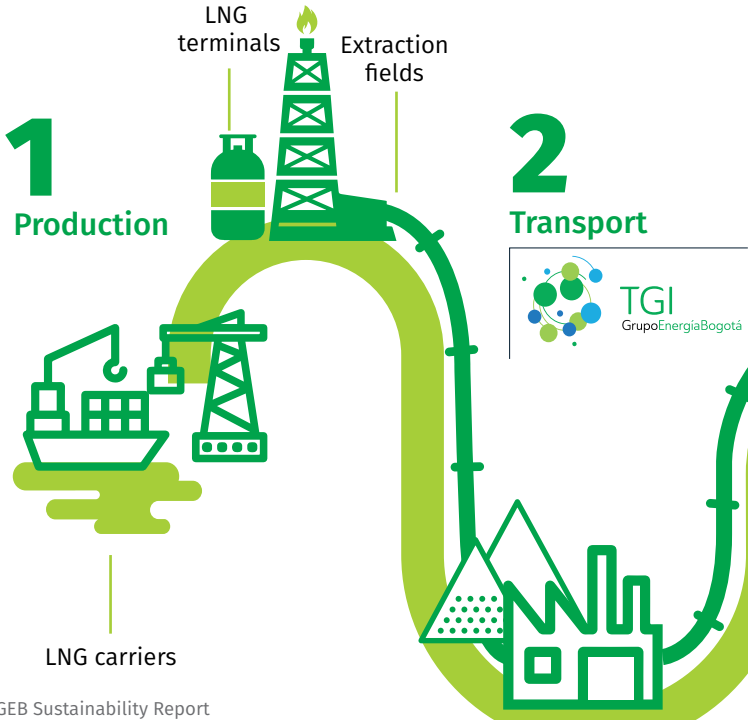 1
Production
LNG
terminals
Extraction
fields
LNG carriers
2
Transport
TGI
GrupoEnergíaBogotá
GEB Sustainability Report